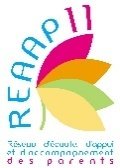 REAAP11
Réseau d'écoute, d'appui
et d'accompagnement
des parents